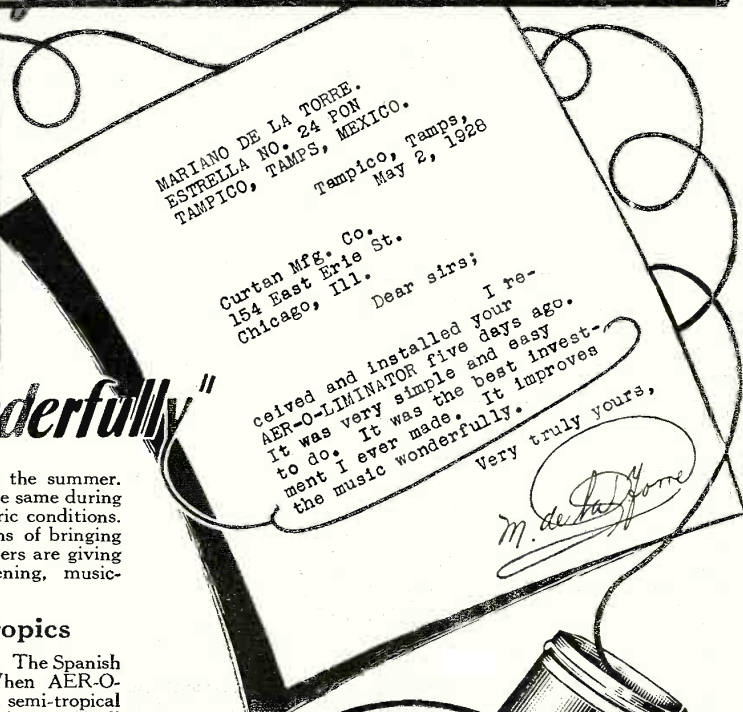 MARIANO DE LA TORRE.
ESTRELLA NO. 24 PON
TAMPICO, TAMPS, MEXICO.
Tampico, Tamps,
May 2, 1928
Curtan Mfg. Co.
154 East Erie St.
Chicago, Ill.
Dear sirs;
I re-
ceived and installed your
AER-O-LIMINATOR five days ago.
It was very simple and easy
to do. It was the best invest-
ment I ever made. It improves
the music wonderfully.
Very truly yours,
M. de la Torre
derfully"
the summer.
e same during
ric conditions.
ns of bringing
ers are giving
ening, music-
ropics
The Spanish
When AER-O-
semi-tropical